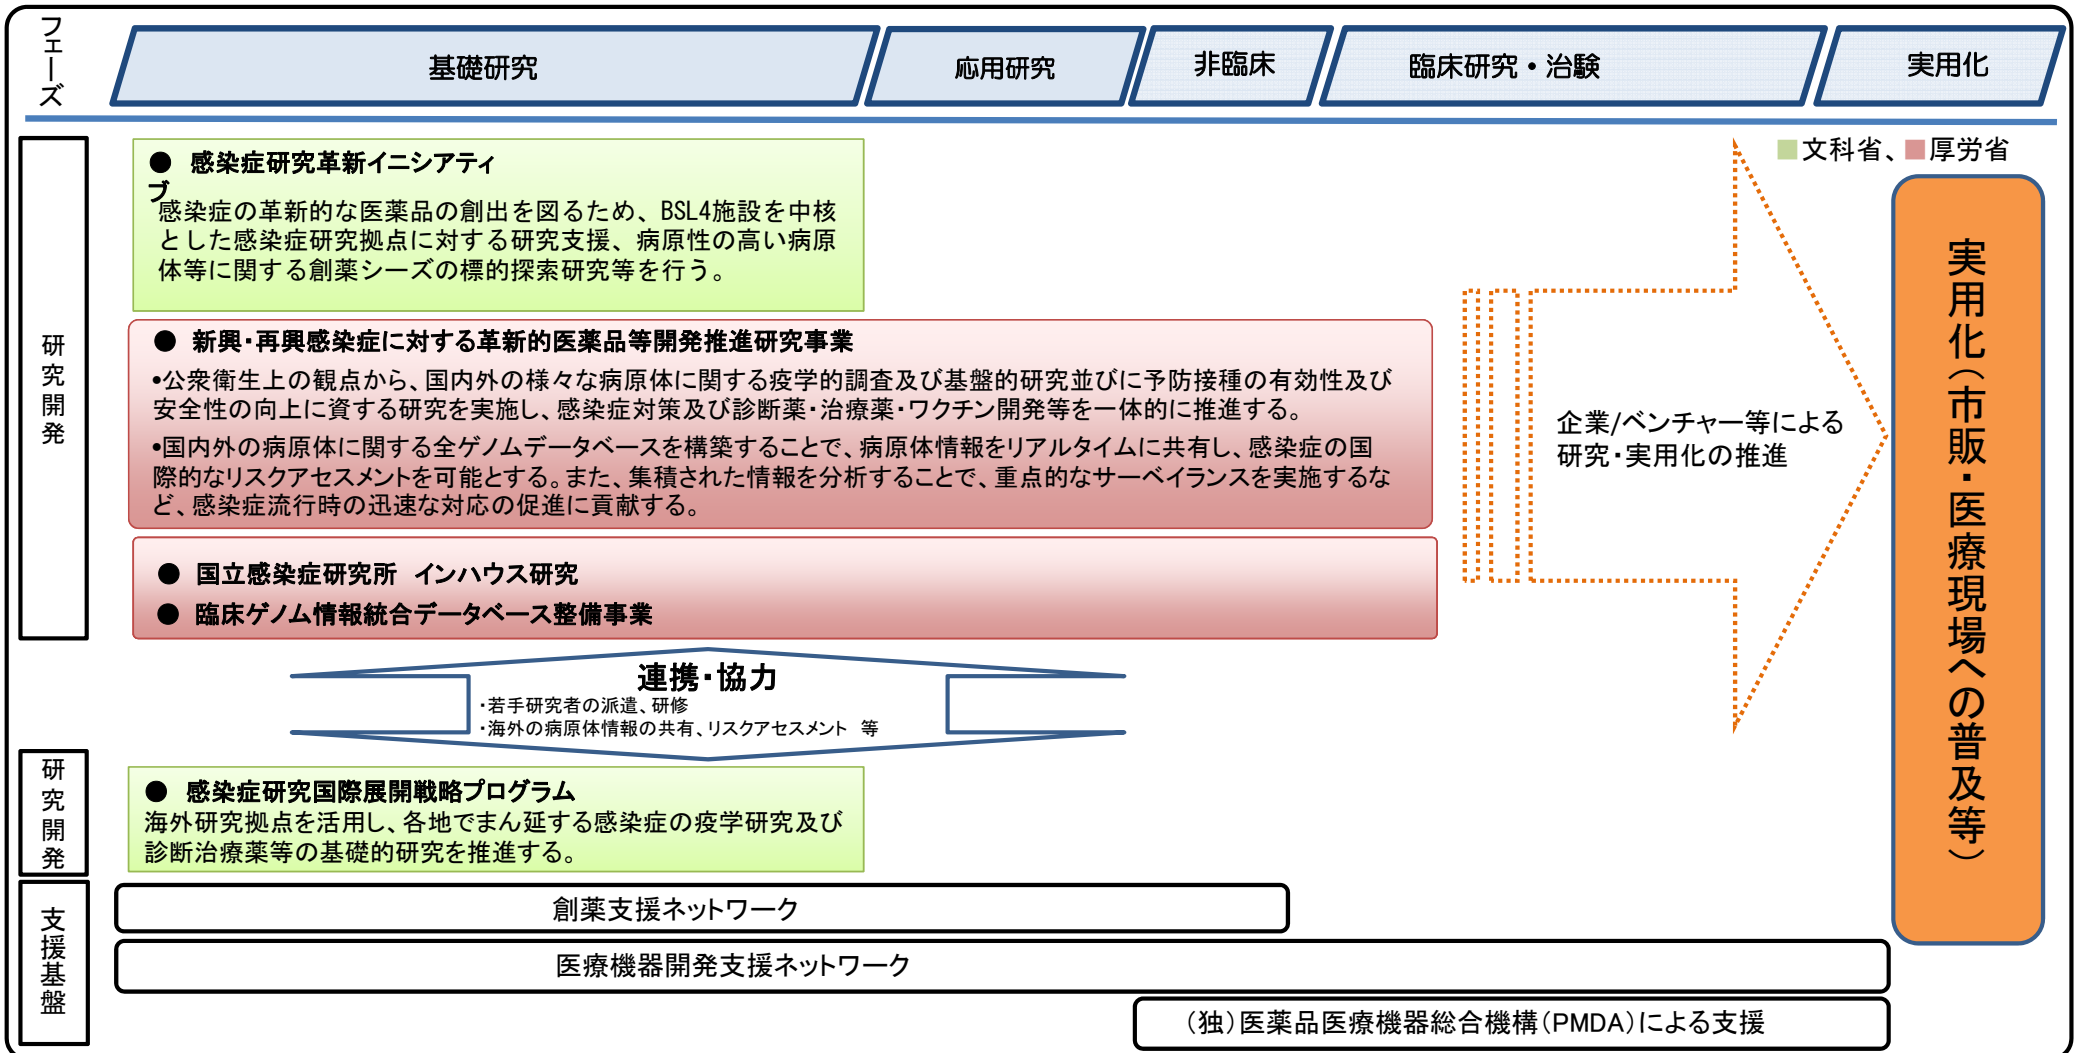 フェーズ
基礎研究
応用研究
非臨床
臨床研究・治験
実用化
■文科省、■厚労省
研究開発
● 感染症研究革新イニシアティ
ブ
感染症の革新的な医薬品の創出を図るため、BSL4施設を中核
とした感染症研究拠点に対する研究支援、病原性の高い病原
体等に関する創薬シーズの標的探索研究等を行う。
● 新興・再興感染症に対する革新的医薬品等開発推進研究事業
•公衆衛生上の観点から、国内外の様々な病原体に関する疫学的調査及び基盤的研究並びに予防接種の有効性及び
安全性の向上に資する研究を実施し、感染症対策及び診断薬・治療薬・ワクチン開発等を一体的に推進する。
•国内外の病原体に関する全ゲノムデータベースを構築することで、病原体情報をリアルタイムに共有し、感染症の国
際的なリスクアセスメントを可能とする。また、集積された情報を分析することで、重点的なサーベイランスを実施するな
ど、感染症流行時の迅速な対応の促進に貢献する。
● 国立感染症研究所 インハウス研究
● 臨床ゲノム情報統合データベース整備事業
企業/ベンチャー等による
研究・実用化の推進
実用化(市販・医療現場への普及等)
連携・協力
・若手研究者の派遣、研修
・海外の病原体情報の共有、リスクアセスメント 等
研究開発
● 感染症研究国際展開戦略プログラム
海外研究拠点を活用し、各地でまん延する感染症の疫学研究及び
診断治療薬等の基礎的研究を推進する。
支援基盤
創薬支援ネットワーク
医療機器開発支援ネットワーク
(独)医薬品医療機器総合機構(PMDA)による支援